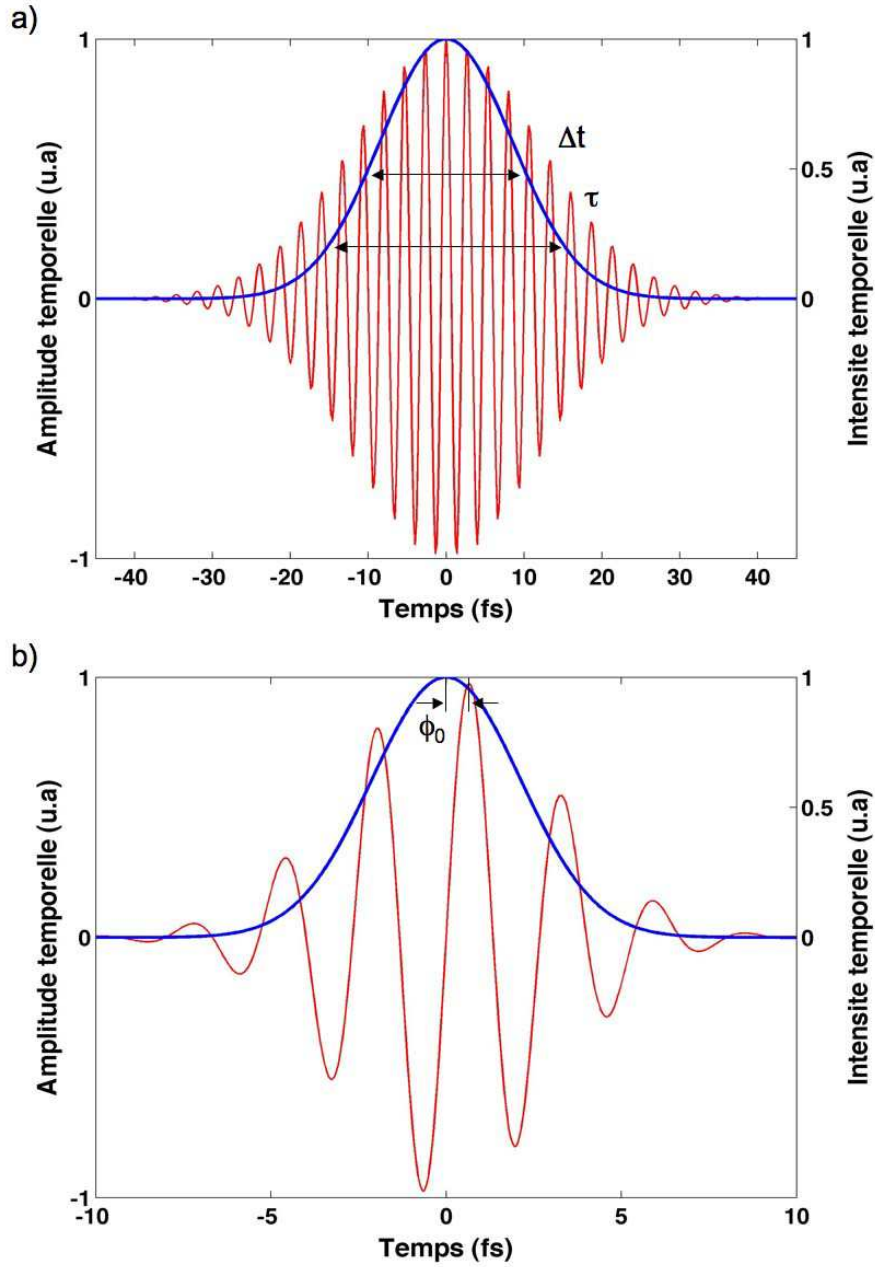 a)
1
0
-1
Amplitude temporelle (u.a)
Δt
τ
1
0.5
0
Intensite temporelle (u.a)
-40 -30 -20 -10 0 10 20 30 40
Temps (fs)
b)
1
0
-1
Amplitude temporelle (u.a)
ϕ0
1
0.5
0
Intensite temporelle (u.a)
-10 -5 0 5 10
Temps (fs)